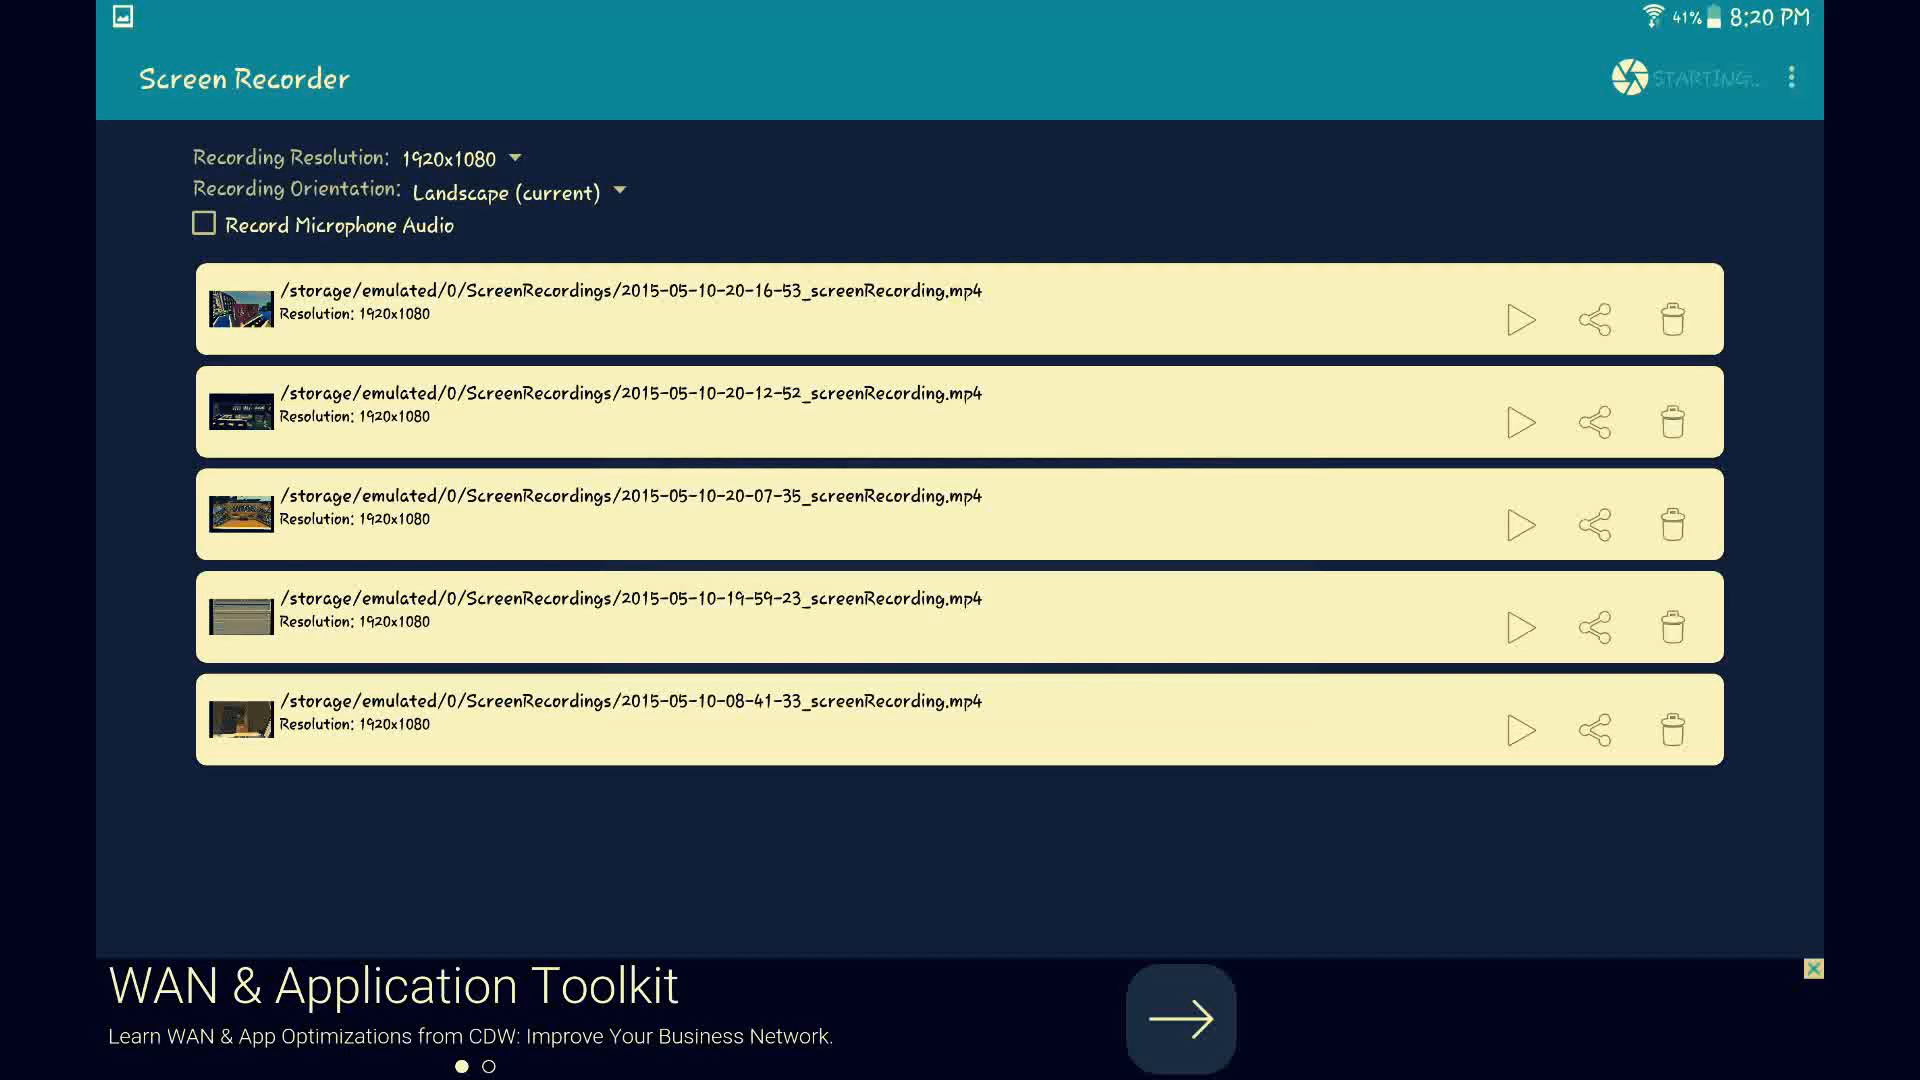 41% 8:20 PM
Screen Recorder
STARTING...
Recording Resolution: 1920x1080
Recording Orientation: Landscape (current)
Record Microphone Audio
/storage/emulated/0/ScreenRecordings/2015-05-10-20-16-53_screenRecording.mp4
Resolution: 1920x1080
/storage/emulated/0/ScreenRecordings/2015-05-10-20-12-52_screenRecording.mp4
Resolution: 1920x1080
/storage/emulated/0/ScreenRecordings/2015-05-10-20-07-35_screenRecording.mp4
Resolution: 1920x1080
/storage/emulated/0/ScreenRecordings/2015-05-10-19-59-23_screenRecording.mp4
Resolution: 1920x1080
/storage/emulated/0/ScreenRecordings/2015-05-10-08-41-33_screenRecording.mp4
Resolution: 1920x1080
WAN & Application Toolkit
Learn WAN & App Optimizations from CDW: Improve Your Business Network.